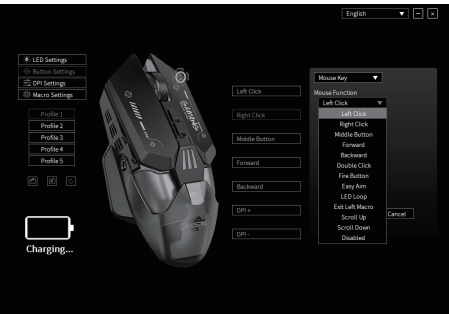 English
LED Settings
Button Settings
DPI Settings
Macro Settings
Profile 1
Profile 2
Profile 3
Profile 4
Profile 5
Charging...
Left Click
Right Click
Middle Button
Forward
Backward
DPI +
DPI -
Mouse Key
Mouse Function
Left Click
Left Click
Right Click
Middle Button
Forward
Backward
Double Click
Fire Button
Easy Aim
LED Loop
Exit Left Macro
Scroll Up
Scroll Down
Disabled
Cancel